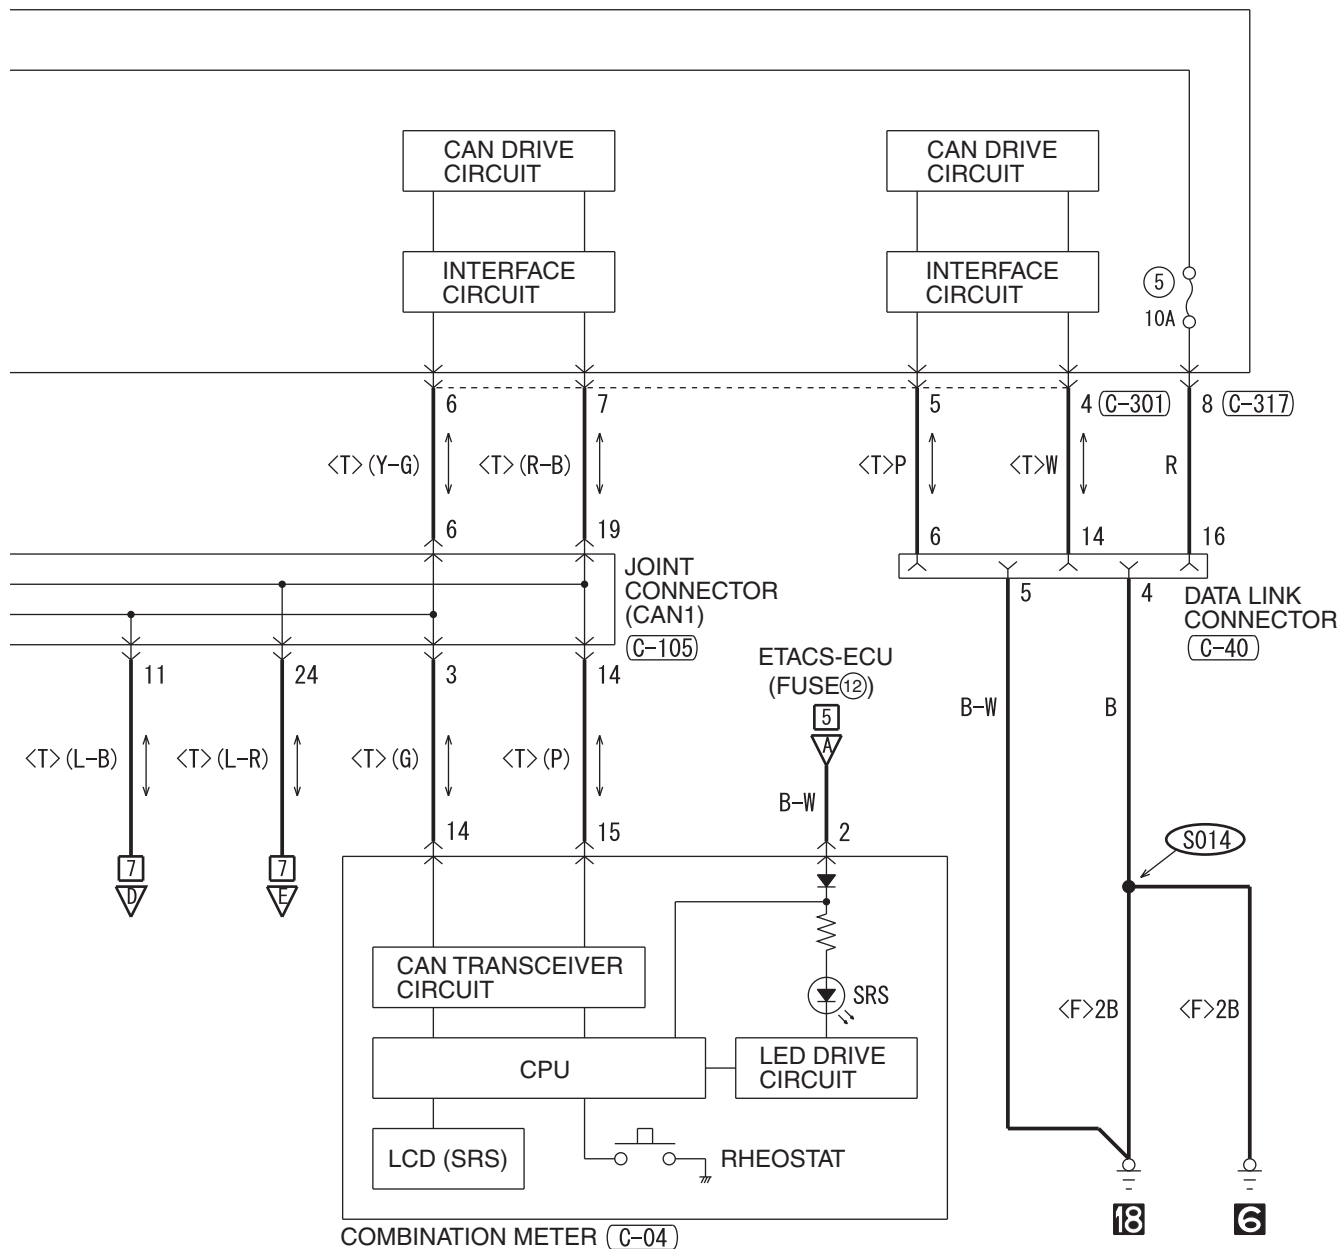 CAN DRIVE
CIRCUIT
CAN DRIVE
CIRCUIT
INTERFACE
CIRCUIT
INTERFACE
CIRCUIT
5
10A
6
7
5
4 (C-301)
8 (C-317)
<T>(Y-G)
<T>(R-B)
<T>P
<T>W
R
6
19
6
14
16
JOINT
CONNECTOR
(CAN1)
C-105
5
4
DATA LINK
CONNECTOR
C-40
11
24
3
14
ETACS-ECU
(FUSE⑫)
5
A
B-W
B
<T>(L-B)
<T>(L-R)
<T>(G)
<T>(P)
B-W
14
15
2
7
D
7
E
S014
CAN TRANSCEIVER
CIRCUIT
SRS
<F>2B
<F>2B
CPU
LED DRIVE
CIRCUIT
LCD (SRS)
RHEOSTAT
18
6
COMBINATION METER (C-04)